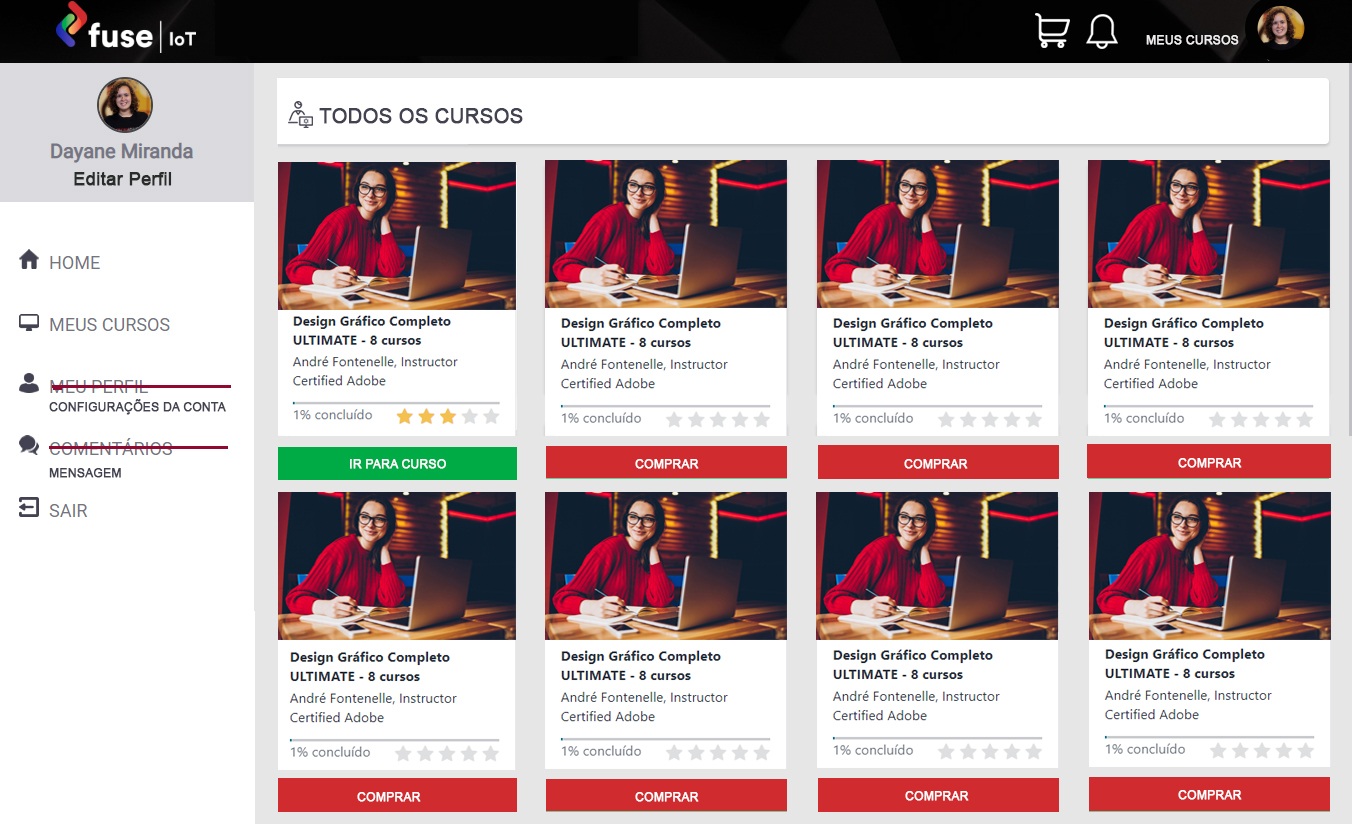 fuse | IoT
MEUS CURSOS
Dayane Miranda
Editar Perfil
HOME
MEUS CURSOS
MEU PERFIL
CONFIGURAÇÕES DA CONTA
COMENTÁRIOS
MENSAGEM
SAIR
TODOS OS CURSOS
Design Gráfico Completo
ULTIMATE - 8 cursos
André Fontenelle, Instructor
Certified Adobe
1% concluído
IR PARA CURSO
Design Gráfico Completo
ULTIMATE - 8 cursos
André Fontenelle, Instructor
Certified Adobe
1% concluído
COMPRAR
Design Gráfico Completo
ULTIMATE - 8 cursos
André Fontenelle, Instructor
Certified Adobe
1% concluído
COMPRAR
Design Gráfico Completo
ULTIMATE - 8 cursos
André Fontenelle, Instructor
Certified Adobe
1% concluído
COMPRAR
Design Gráfico Completo
ULTIMATE - 8 cursos
André Fontenelle, Instructor
Certified Adobe
1% concluído
COMPRAR
Design Gráfico Completo
ULTIMATE - 8 cursos
André Fontenelle, Instructor
Certified Adobe
1% concluído
COMPRAR
Design Gráfico Completo
ULTIMATE - 8 cursos
André Fontenelle, Instructor
Certified Adobe
1% concluído
COMPRAR
Design Gráfico Completo
ULTIMATE - 8 cursos
André Fontenelle, Instructor
Certified Adobe
1% concluído
COMPRAR